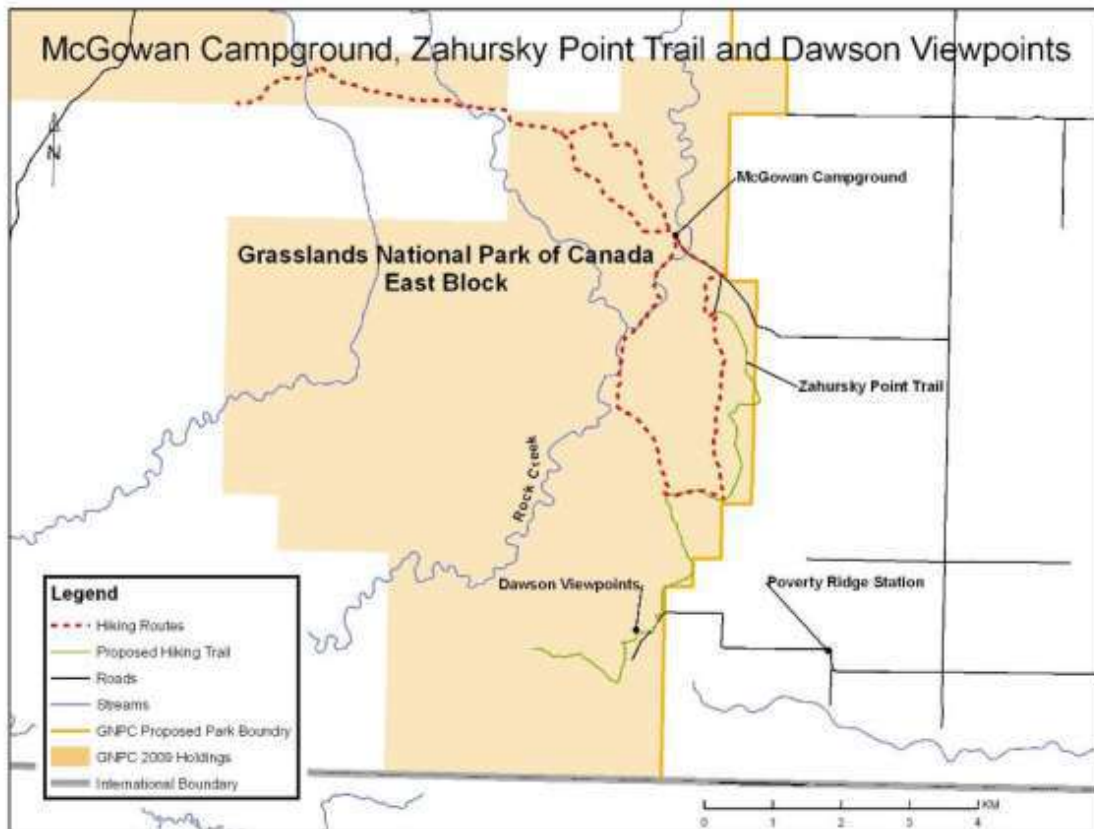 McGowan Campground, Zahursky Point Trail and Dawson Viewpoints
N
McGowan Campground
Grasslands National Park of Canada
East Block
Zahursky Point Trail
Rock Creek
Dawson Viewpoints
Poverty Ridge Station
Legend
Hiking Routes
Proposed Hiking Trail
Roads
Streams
GNPC Proposed Park Boundry
GNPC 2009 Holdings
International Boundary
KM
0 1 2 3 4